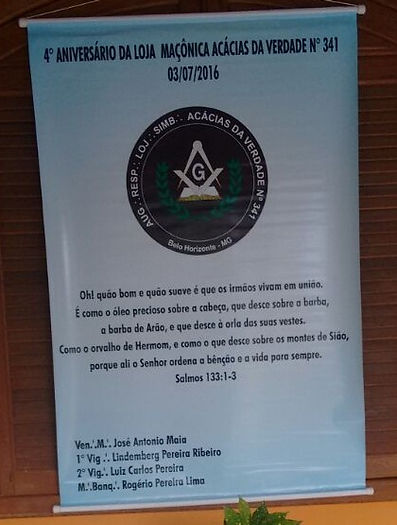 4° ANIVERSÁRIO DA LOJA MAÇÔNICA ACÁCIAS DA VERDADE N° 341
03/07/2016
AUG.·. RESP.·. LOJ.·. SIMB.·. ACÁCIAS DA VERDADE Nº 341
G
Belo Horizonte - MG
Oh! quão bom e quão suave é que os irmãos vivam em união.
É como o óleo precioso sobre a cabeça, que desce sobre a barba,
a barba de Arão, e que desce à orla das suas vestes.
Como o orvalho de Hermom, e como o que desce sobre os montes de Sião,
porque ali o Senhor ordena a bênção e a vida para sempre.
Salmos 133:1-3
Ven.'.M.'. José Antonio Maia
1° Vig .'. Lindemberg Pereira Ribeiro
2° Vig.'. Luiz Carlos Pereira
M.'.Banq.'. Rogério Pereira Lima